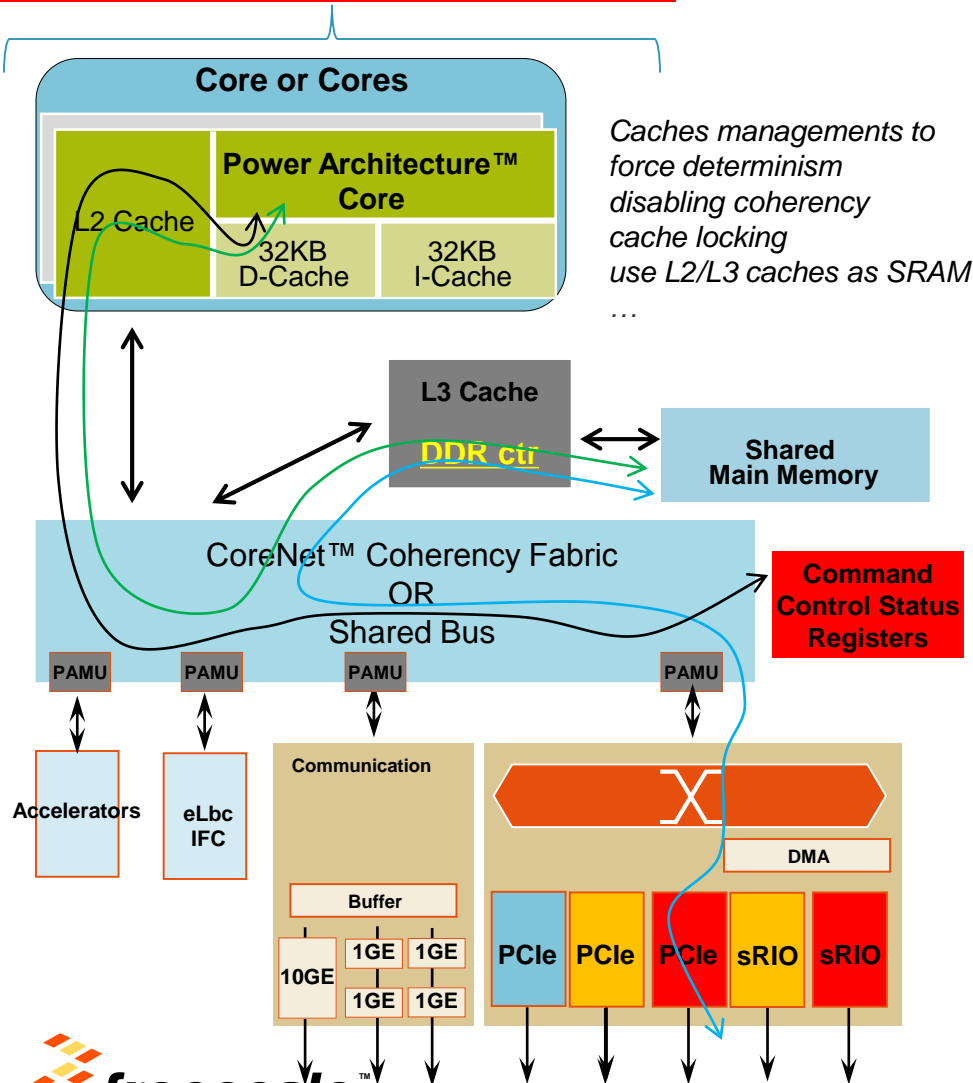 Core or Cores
Power Architecture™
Core
L2 Cache
32KB
D-Cache
32KB
I-Cache
Caches managements to
force determinism
disabling coherency
cache locking
use L2/L3 caches as SRAM
…
L3 Cache
DDR ctr
Shared
Main Memory
CoreNet™ Coherency Fabric
OR
Shared Bus
Command
Control Status
Registers
PAMU
PAMU
PAMU
PAMU
Accelerators
eLbc
IFC
Communication
Buffer
10GE
1GE
1GE
1GE
1GE
DMA
PCIe
PCIe
PCIe
sRIO
sRIO
freescale™